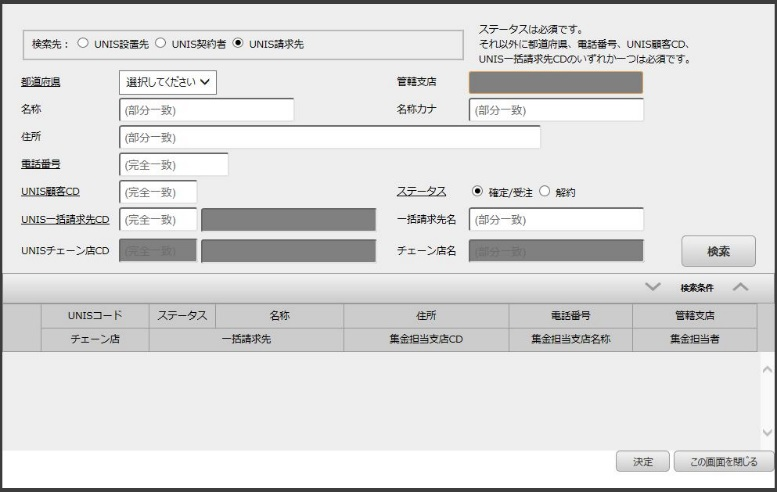 検索先： UNIS設置先 UNIS契約者 UNIS請求先
ステータスは必須です。
それ以外に都道府県、電話番号、UNIS顧客CD、
UNIS一括請求先CDのいずれか一つは必須です。
都道府県 選択してください 管轄支店
名称 (部分一致) 名称カナ (部分一致)
住所 (部分一致)
電話番号 (完全一致)
UNIS顧客CD (完全一致) ステータス 確定/受注 解約
UNIS一括請求先CD (完全一致) 一括請求先名 (部分一致)
UNISチェーン店CD (完全一致) チェーン店名 (部分一致) 検索
検索条件
UNISコード ステータス 名称 住所 電話番号 管轄支店
チェーン店 一括請求先 集金担当支店CD 集金担当支店名称 集金担当者
決定 この画面を閉じる